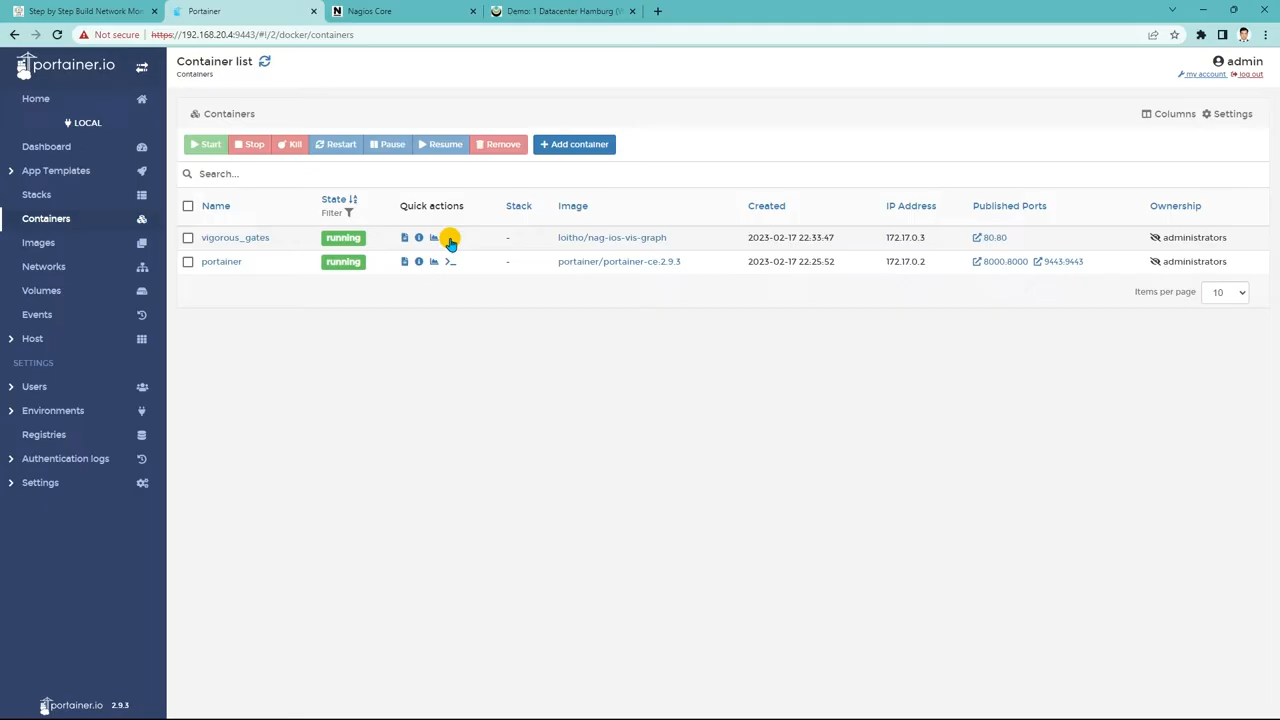 Step by Step Build Network Mon
Portainer
Nagios Core
Demo: 1 Datacenter Hamburg (V
Not secure
https://192.168.20.4:9443/#!/2/docker/containers
portainer.io
Container list
Containers
admin
my account
log out
Home
LOCAL
Dashboard
App Templates
Stacks
Containers
Images
Networks
Volumes
Events
Host
SETTINGS
Users
Environments
Registries
Authentication logs
Settings
portainer.io 2.9.3
Containers
Columns Settings
Start Stop Kill Restart Pause Resume Remove Add container
Search...
Name State Filter Quick actions Stack Image Created IP Address Published Ports Ownership
vigorous_gates running - loitho/nag-ios-vis-graph 2023-02-17 22:33:47 172.17.0.3 80:80 administrators
portainer running >_ - portainer/portainer-ce:2.9.3 2023-02-17 22:25:52 172.17.0.2 8000:8000 9443:9443 administrators
Items per page 10